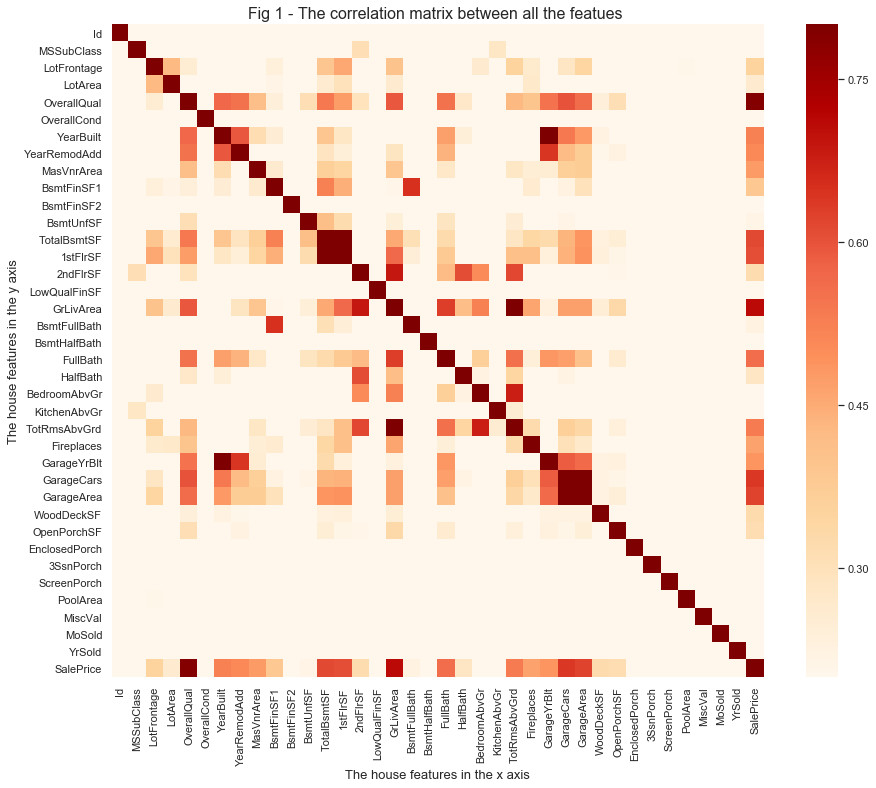 Fig 1 - The correlation matrix between all the featues
Id
MSSubClass
LotFrontage
LotArea
OverallQual
OverallCond
YearBuilt
YearRemodAdd
MasVnrArea
BsmtFinSF1
BsmtFinSF2
BsmtUnfSF
TotalBsmtSF
1stFlrSF
2ndFlrSF
LowQualFinSF
GrLivArea
BsmtFullBath
BsmtHalfBath
FullBath
HalfBath
BedroomAbvGr
KitchenAbvGr
TotRmsAbvGrd
Fireplaces
GarageYrBlt
GarageCars
GarageArea
WoodDeckSF
OpenPorchSF
EnclosedPorch
3SsnPorch
ScreenPorch
PoolArea
MiscVal
MoSold
YrSold
SalePrice
The house features in the y axis
Id
MSSubClass
LotFrontage
LotArea
OverallQual
OverallCond
YearBuilt
YearRemodAdd
MasVnrArea
BsmtFinSF1
BsmtFinSF2
BsmtUnfSF
TotalBsmtSF
1stFlrSF
2ndFlrSF
LowQualFinSF
GrLivArea
BsmtFullBath
BsmtHalfBath
FullBath
HalfBath
BedroomAbvGr
KitchenAbvGr
TotRmsAbvGrd
Fireplaces
GarageYrBlt
GarageCars
GarageArea
WoodDeckSF
OpenPorchSF
EnclosedPorch
3SsnPorch
ScreenPorch
PoolArea
MiscVal
MoSold
YrSold
SalePrice
The house features in the x axis
0.75
0.60
0.45
0.30